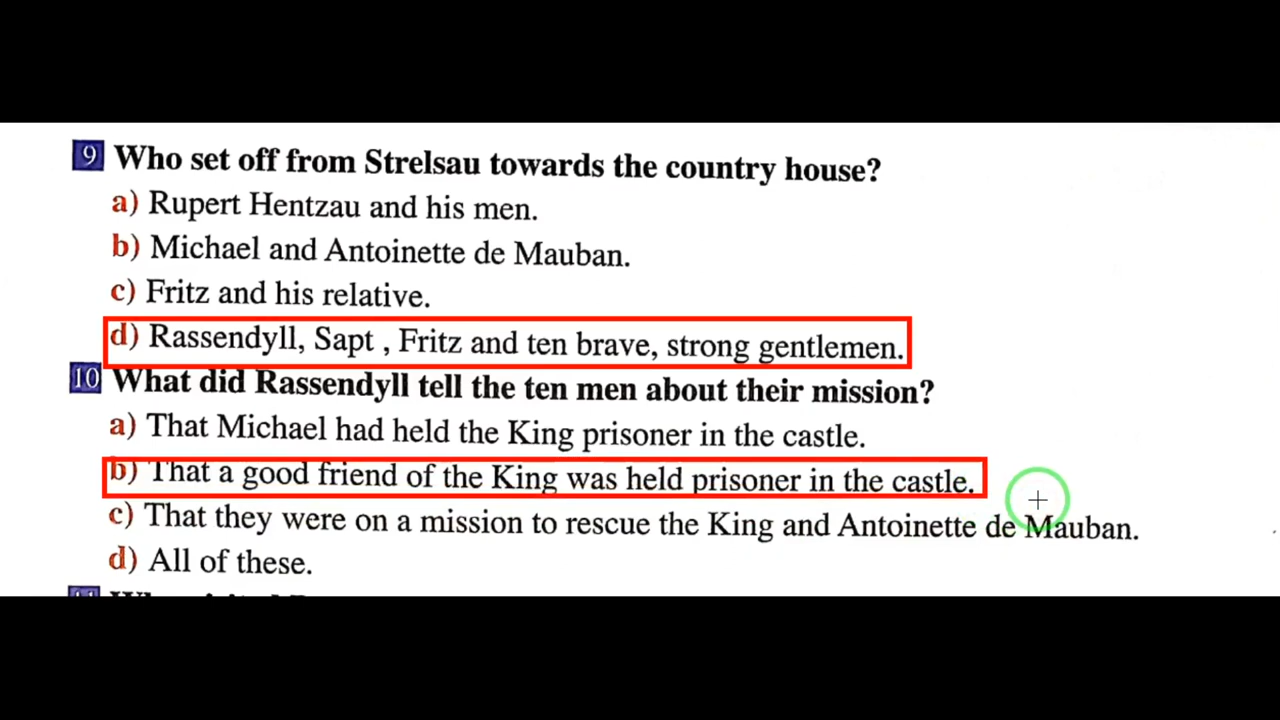 9 Who set off from Strelsau towards the country house?
a) Rupert Hentzau and his men.
b) Michael and Antoinette de Mauban.
c) Fritz and his relative.
d) Rassendyll, Sapt , Fritz and ten brave, strong gentlemen.
10 What did Rassendyll tell the ten men about their mission?
a) That Michael had held the King prisoner in the castle.
b) That a good friend of the King was held prisoner in the castle.
c) That they were on a mission to rescue the King and Antoinette de Mauban.
d) All of these.